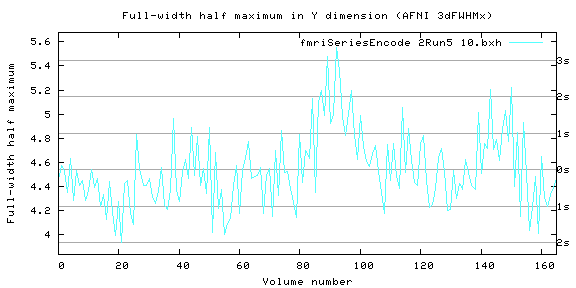 Full-width half maximum in Y dimension (AFNI 3dFWHMx)
fmriSeriesEncode 2Run5 10.bxh
Full-width half maximum
5.6
5.4
5.2
5
4.8
4.6
4.4
4.2
4
3s
2s
1s
0s
1s
2s
0 20 40 60 80 100 120 140 160
Volume number